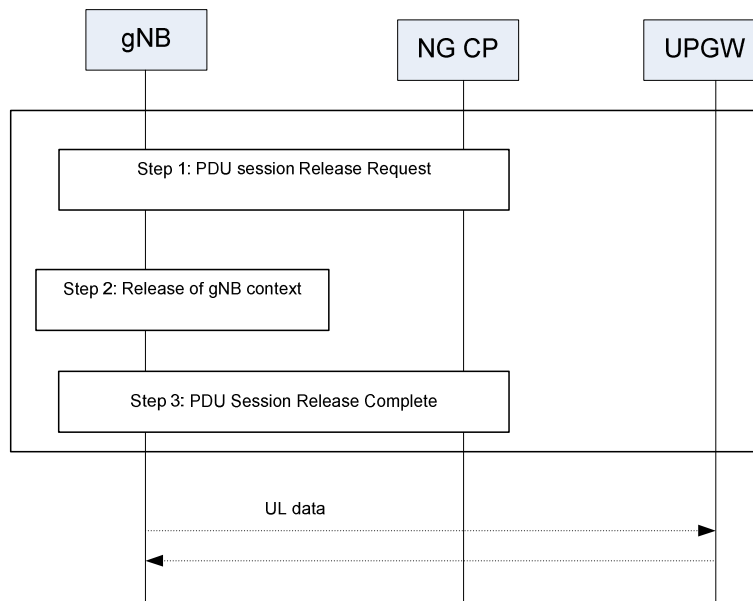 gNB
NG CP
UPGW
Step 1: PDU session Release Request
Step 2: Release of gNB context
Step 3: PDU Session Release Complete
UL data